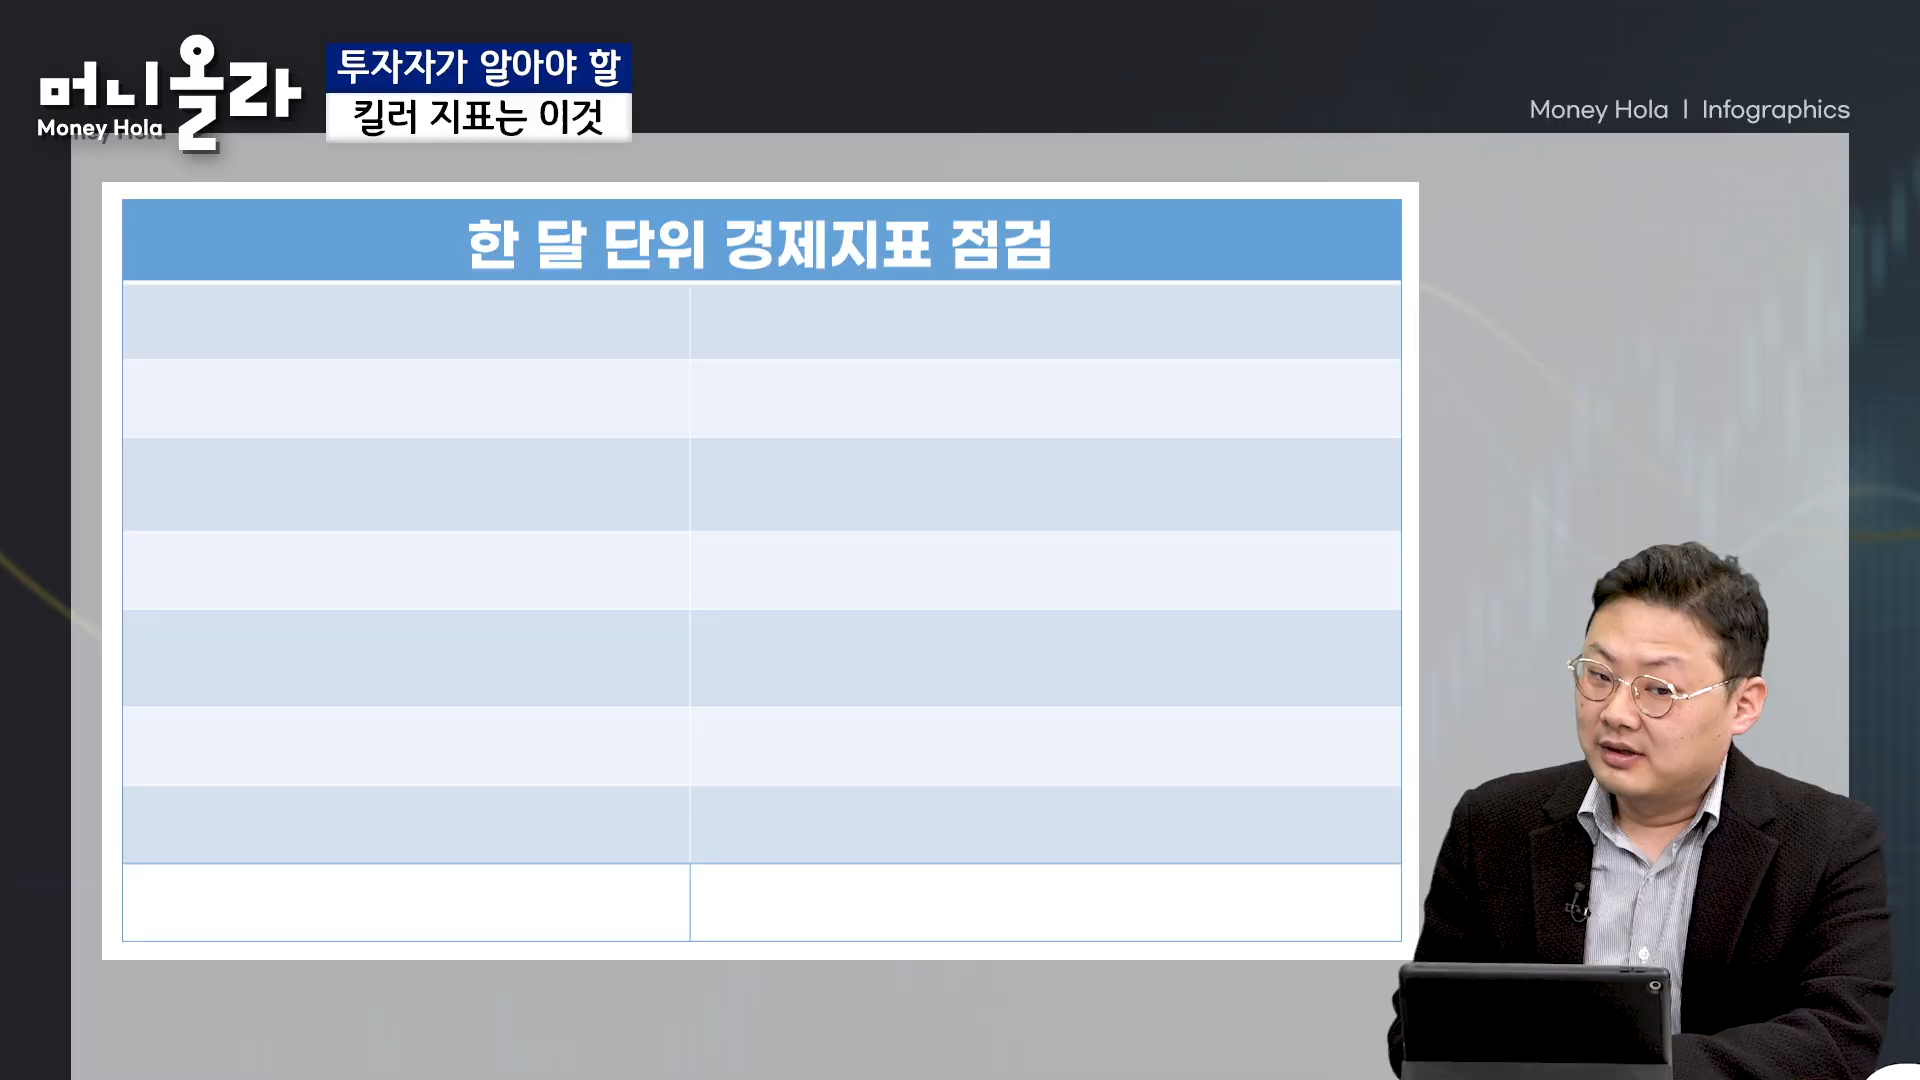 머니올라
Money Hola
투자자가 알아야 할
킬러 지표는 이것
Money Hola | Infographics
한 달 단위 경제지표 점검